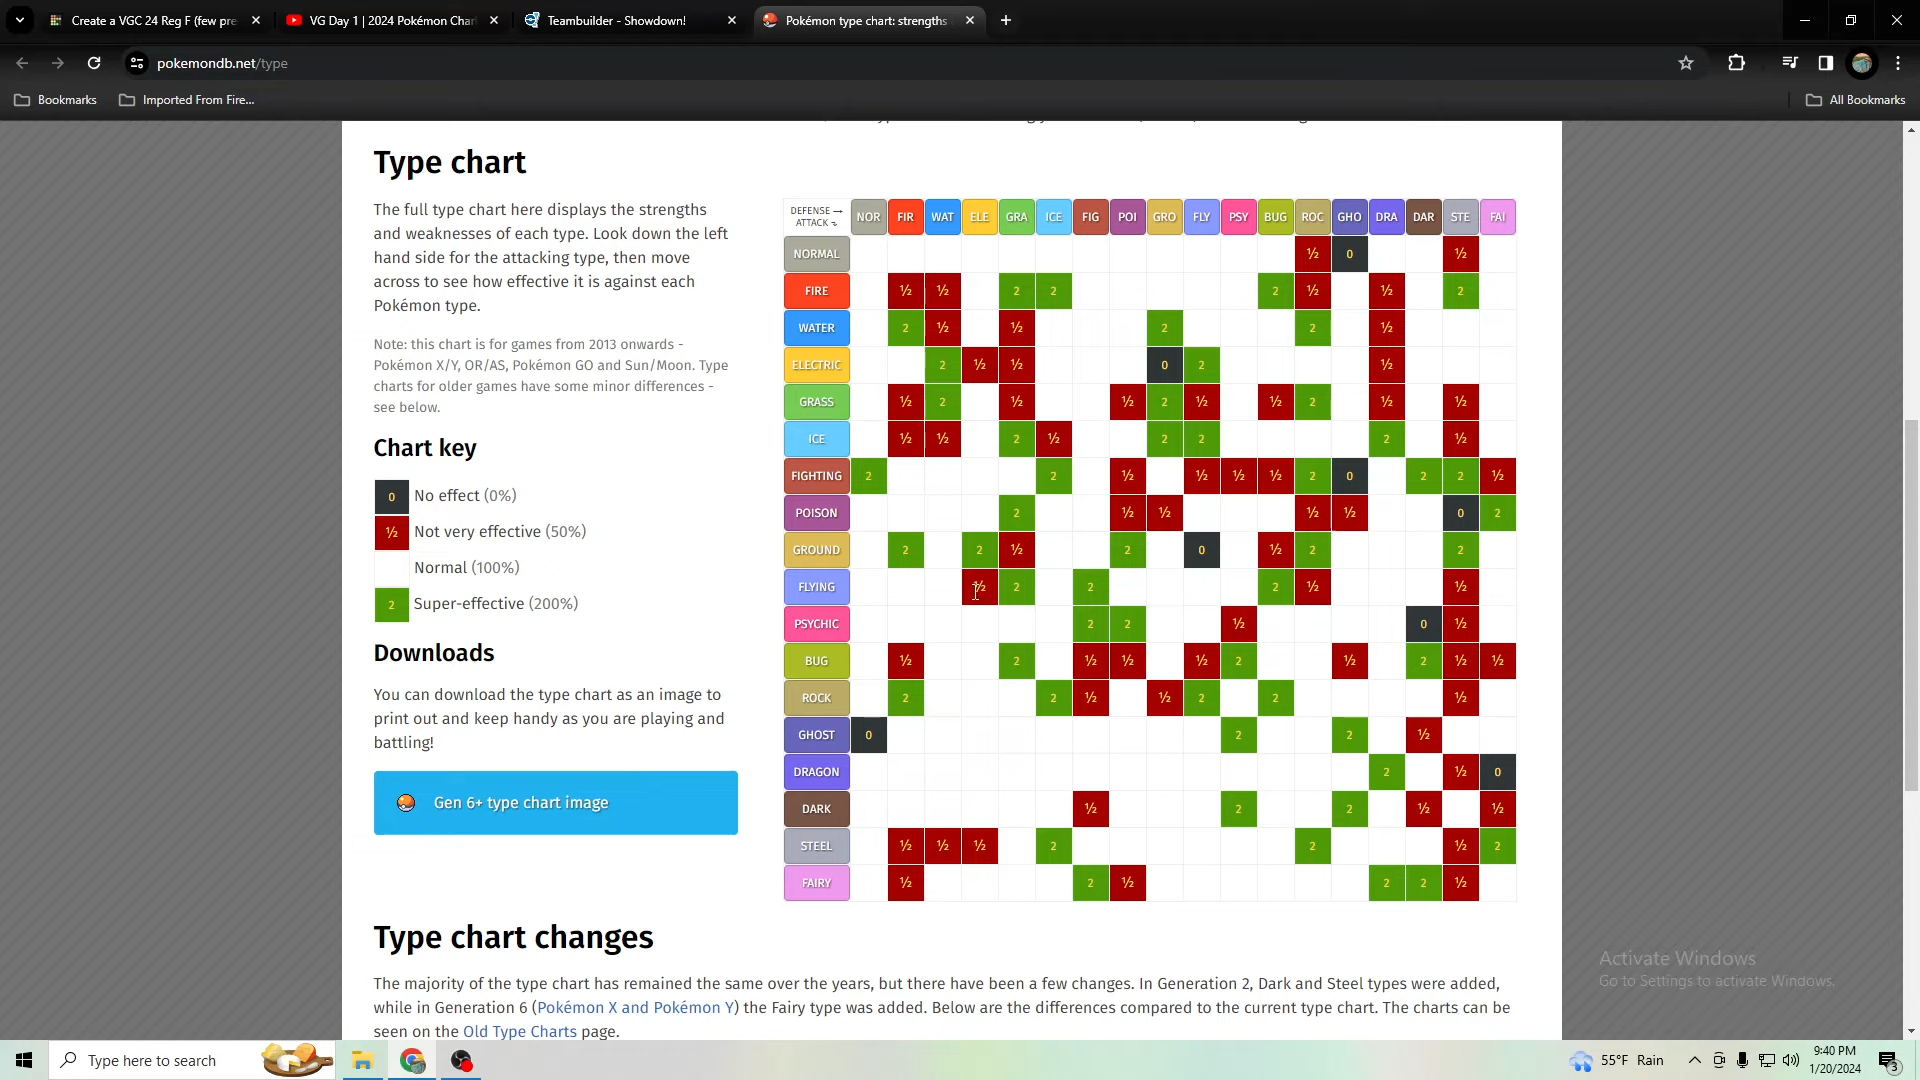 Create a VGC 24 Reg F (few pre
VG Day 1 | 2024 Pokémon Char
Teambuilder - Showdown!
Pokémon type chart: strengths
pokemondb.net/type
Bookmarks
Imported From Fire...
All Bookmarks
Type chart
The full type chart here displays the strengths
and weaknesses of each type. Look down the left
hand side for the attacking type, then move
across to see how effective it is against each
Pokémon type.
Note: this chart is for games from 2013 onwards -
Pokémon X/Y, OR/AS, Pokémon GO and Sun/Moon. Type
charts for older games have some minor differences -
see below.
Chart key
0 No effect (0%)
½ Not very effective (50%)
Normal (100%)
2 Super-effective (200%)
Downloads
You can download the type chart as an image to
print out and keep handy as you are playing and
battling!
Gen 6+ type chart image
DEFENSE →
ATTACK ⤵
NOR FIR WAT ELE GRA ICE FIG POI GRO FLY PSY BUG ROC GHO DRA DAR STE FAI
NORMAL ½ 0 ½
FIRE ½ ½ 2 2 2 ½ ½ 2
WATER 2 ½ ½ 2 2 ½
ELECTRIC 2 ½ ½ 0 2 ½
GRASS ½ 2 ½ ½ 2 ½ ½ 2 ½ ½
ICE ½ ½ 2 ½ 2 2 2 ½
FIGHTING 2 2 ½ ½ ½ ½ 2 0 2 2 ½
POISON 2 ½ ½ ½ ½ 0 2
GROUND 2 2 ½ 2 0 ½ 2 2
FLYING ½ 2 2 2 ½ ½
PSYCHIC 2 2 ½ 0 ½
BUG ½ 2 ½ ½ ½ 2 ½ 2 ½ ½
ROCK 2 2 ½ ½ 2 2 ½
GHOST 0 2 2 ½
DRAGON 2 ½ 0
DARK ½ 2 2 ½ ½
STEEL ½ ½ ½ 2 2 ½ 2
FAIRY ½ 2 ½ 2 2 ½
Type chart changes
The majority of the type chart has remained the same over the years, but there have been a few changes. In Generation 2, Dark and Steel types were added,
while in Generation 6 (Pokémon X and Pokémon Y) the Fairy type was added. Below are the differences compared to the current type chart. The charts can be
seen on the Old Type Charts page.
Activate Windows
Go to Settings to activate Windows.
Type here to search
55°F Rain
9:40 PM
1/20/2024
3